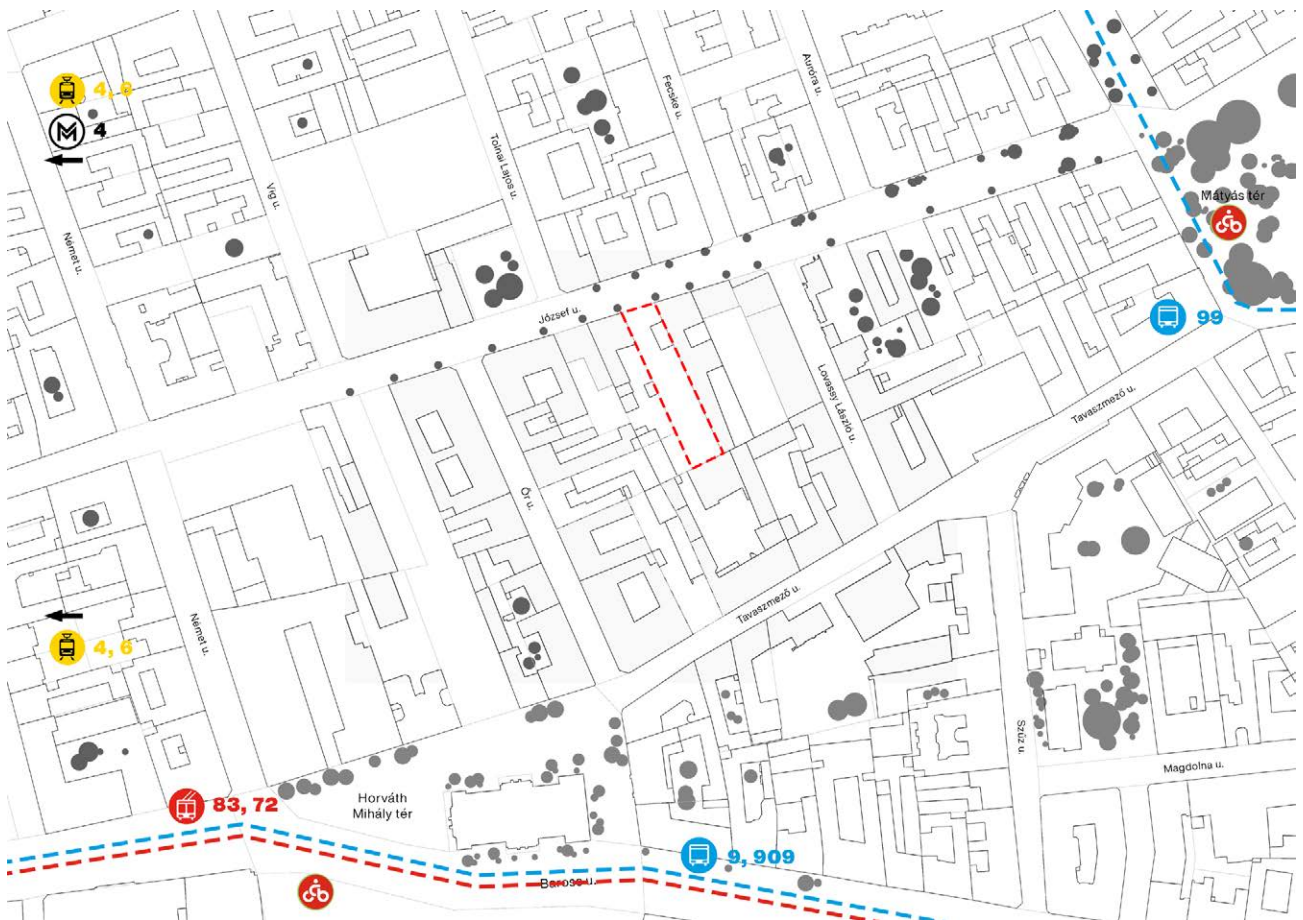 4, 6
4
Német u.
Víg u.
Tolnai Lajos u.
Fecske u.
Auróra u.
Mátyás tér
99
József u.
Őr u.
Lovassy László u.
Tavaszmező u.
Tavaszmező u.
Német u.
4, 6
Szűz u.
Magdolna u.
83, 72
Horváth
Mihály tér
9, 909
Baross u.